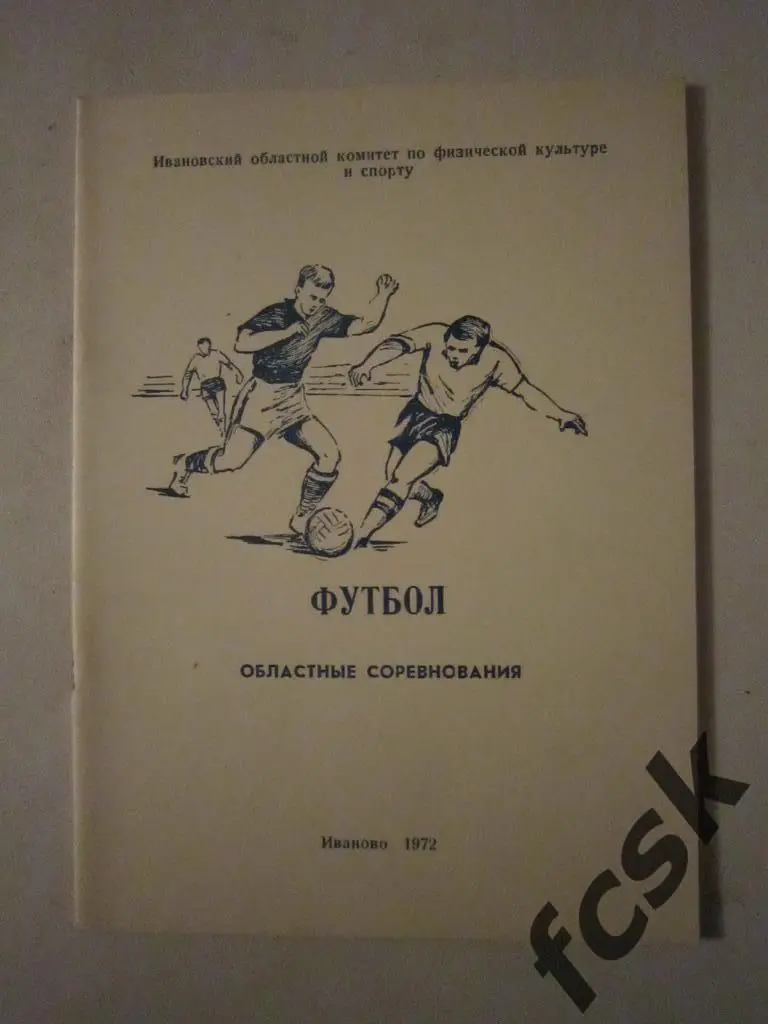 Ивановский областной комитет по физической культуре
и спорту
ФУТБОЛ
ОБЛАСТНЫЕ СОРЕВНОВАНИЯ
Иваново 1972
fcsk